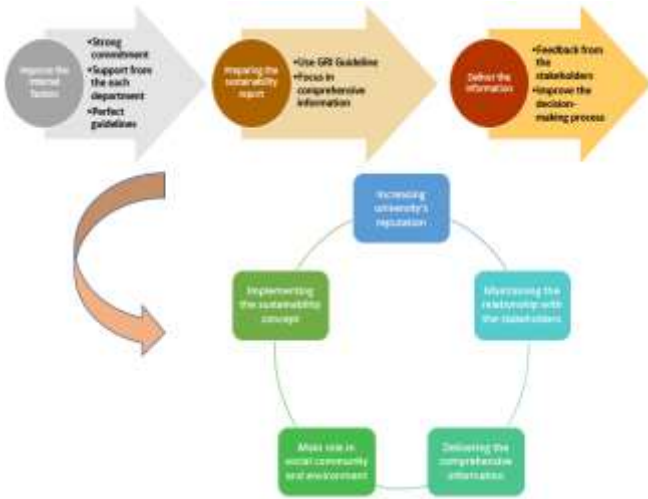 Improve the
internal
factors
•Strong
commitment
•Support from
the each
department
•Perfect
guidelines
Preparing the
sustainability
report
•Use GRI Guideline
•Focus in
comprehensive
information
Deliver the
information
•Feedback from
the
stakeholders
•Improve the
decision-
making process
Increasing
university's
reputation
Implementing
the sustainability
concept
Maintaining the
relationship with
the stakeholders
Main role in
social community
and environment
Delivering the
comprehensive
information